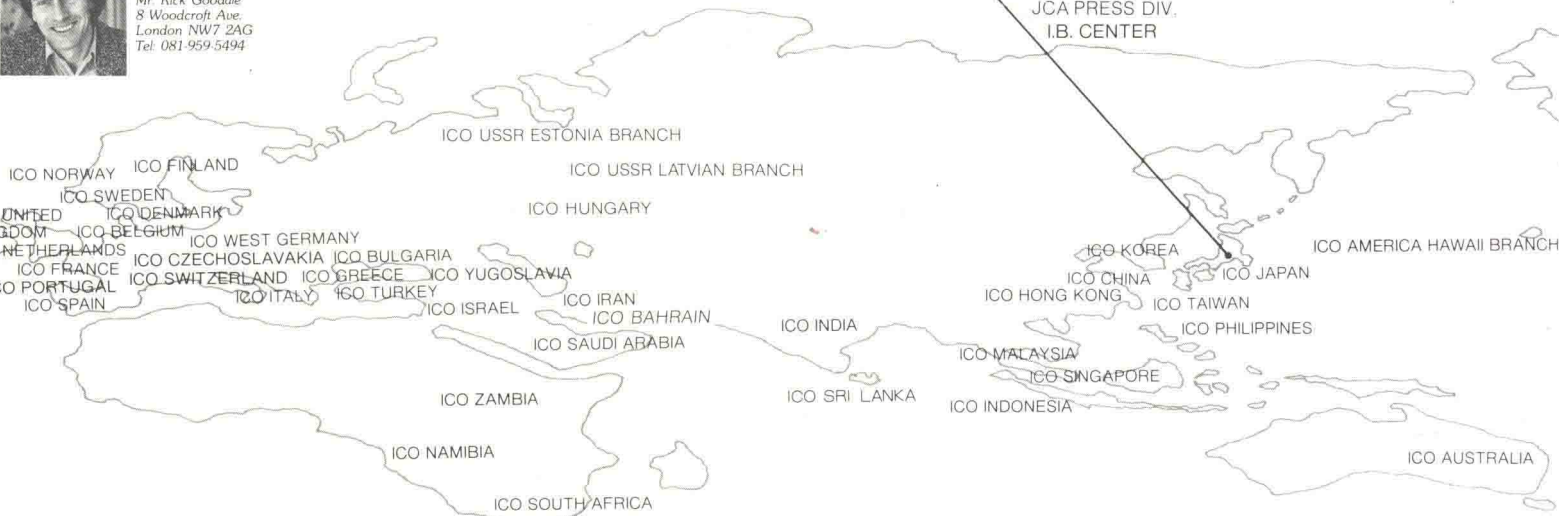 Mr. Rick Goodale
8 Woodcroft Ave.
London NW7 2AG
Tel: 081-959-5494
JCA PRESS DIV.
I.B. CENTER
ICO USSR ESTONIA BRANCH
ICO USSR LATVIAN BRANCH
ICO NORWAY
ICO FINLAND
ICO SWEDEN
ICO HUNGARY
UNITED
GDOM
ICO DENMARK
ICO BELGIUM
NETHERLANDS
ICO WEST GERMANY
ICO CZECHOSLAVAKIA
ICO BULGARIA
ICO FRANCE
ICO SWITZERLAND
ICO GREECE
ICO YUGOSLAVIA
O PORTUGAL
ICO SPAIN
ICO ITALY
ICO TURKEY
ICO ISRAEL
ICO IRAN
ICO BAHRAIN
ICO SAUDI ARABIA
ICO INDIA
ICO SRI LANKA
ICO KOREA
ICO CHINA
ICO HONG KONG
ICO JAPAN
ICO TAIWAN
ICO PHILIPPINES
ICO AMERICA HAWAII BRANCH
ICO MALAYSIA
ICO SINGAPORE
ICO INDONESIA
ICO ZAMBIA
ICO NAMIBIA
ICO SOUTH AFRICA
ICO AUSTRALIA